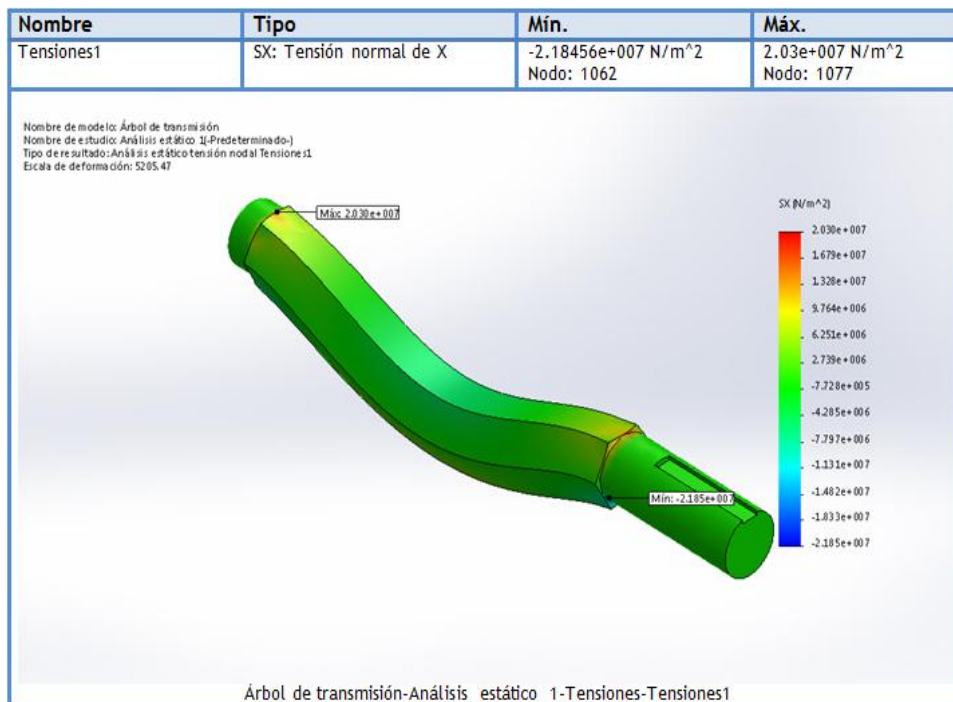 Nombre Tipo Mín. Máx.
Tensiones1 SX: Tensión normal de X -2.18456e+007 N/m^2 2.03e+007 N/m^2
Nodo: 1062 Nodo: 1077
Nombre de modelo: Árbol de transmisión
Nombre de estudio: Análisis estático 1(-Predeterminado-)
Tipo de resultado: Análisis estático tensión nodal Tensiones1
Escala de deformación: 5205.47
Máx: 2.030e+007
Mín: -2.185e+007
SX (N/m^2)
2.030e+007
1.679e+007
1.328e+007
9.764e+006
6.251e+006
2.739e+006
-7.728e+005
-4.285e+006
-7.797e+006
-1.131e+007
-1.482e+007
-1.833e+007
-2.185e+007
Árbol de transmisión-Análisis estático 1-Tensiones-Tensiones1